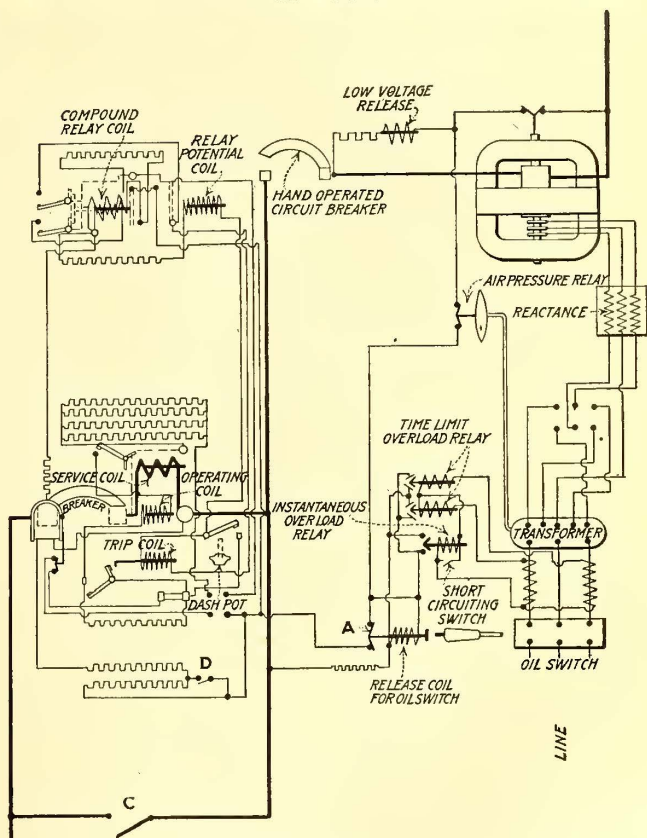 LOW VOLTAGE
RELEASE
COMPOUND
RELAY COIL
RELAY
POTENTIAL
COIL
HAND OPERATED
CIRCUIT BREAKER
AIR PRESSURE RELAY
REACTANCE
TIME LIMIT
OVERLOAD RELAY
SERVICE COIL
OPERATING
COIL
BREAKER
INSTANTANEOUS
OVERLOAD
RELAY
TRANSFORMER
TRIP COIL
DASH POT
SHORT
CIRCUITING
SWITCH
A
D
OIL SWITCH
RELEASE COIL
FOR OIL SWITCH
LINE
C